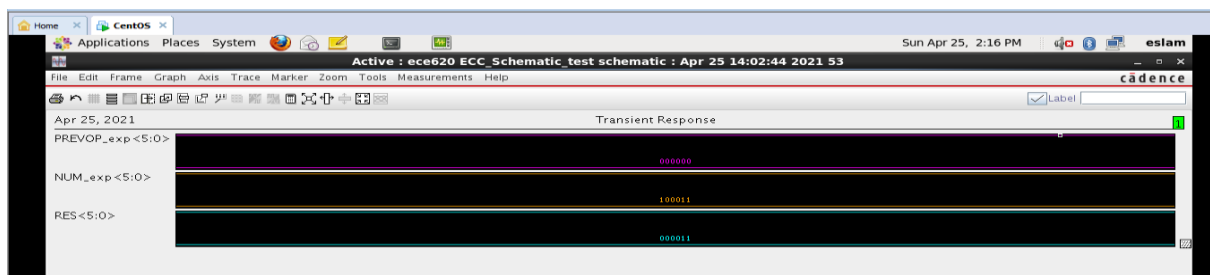 Home CentOS
Applications Places System Sun Apr 25, 2:16 PM eslam
Active : ece620 ECC_Schematic_test schematic : Apr 25 14:02:44 2021 53
File Edit Frame Graph Axis Trace Marker Zoom Tools Measurements Help cādence
Label
Apr 25, 2021 Transient Response 1
PREVOP_exp<5:0>
000000
NUM_exp<5:0>
100011
RES<5:0>
000011